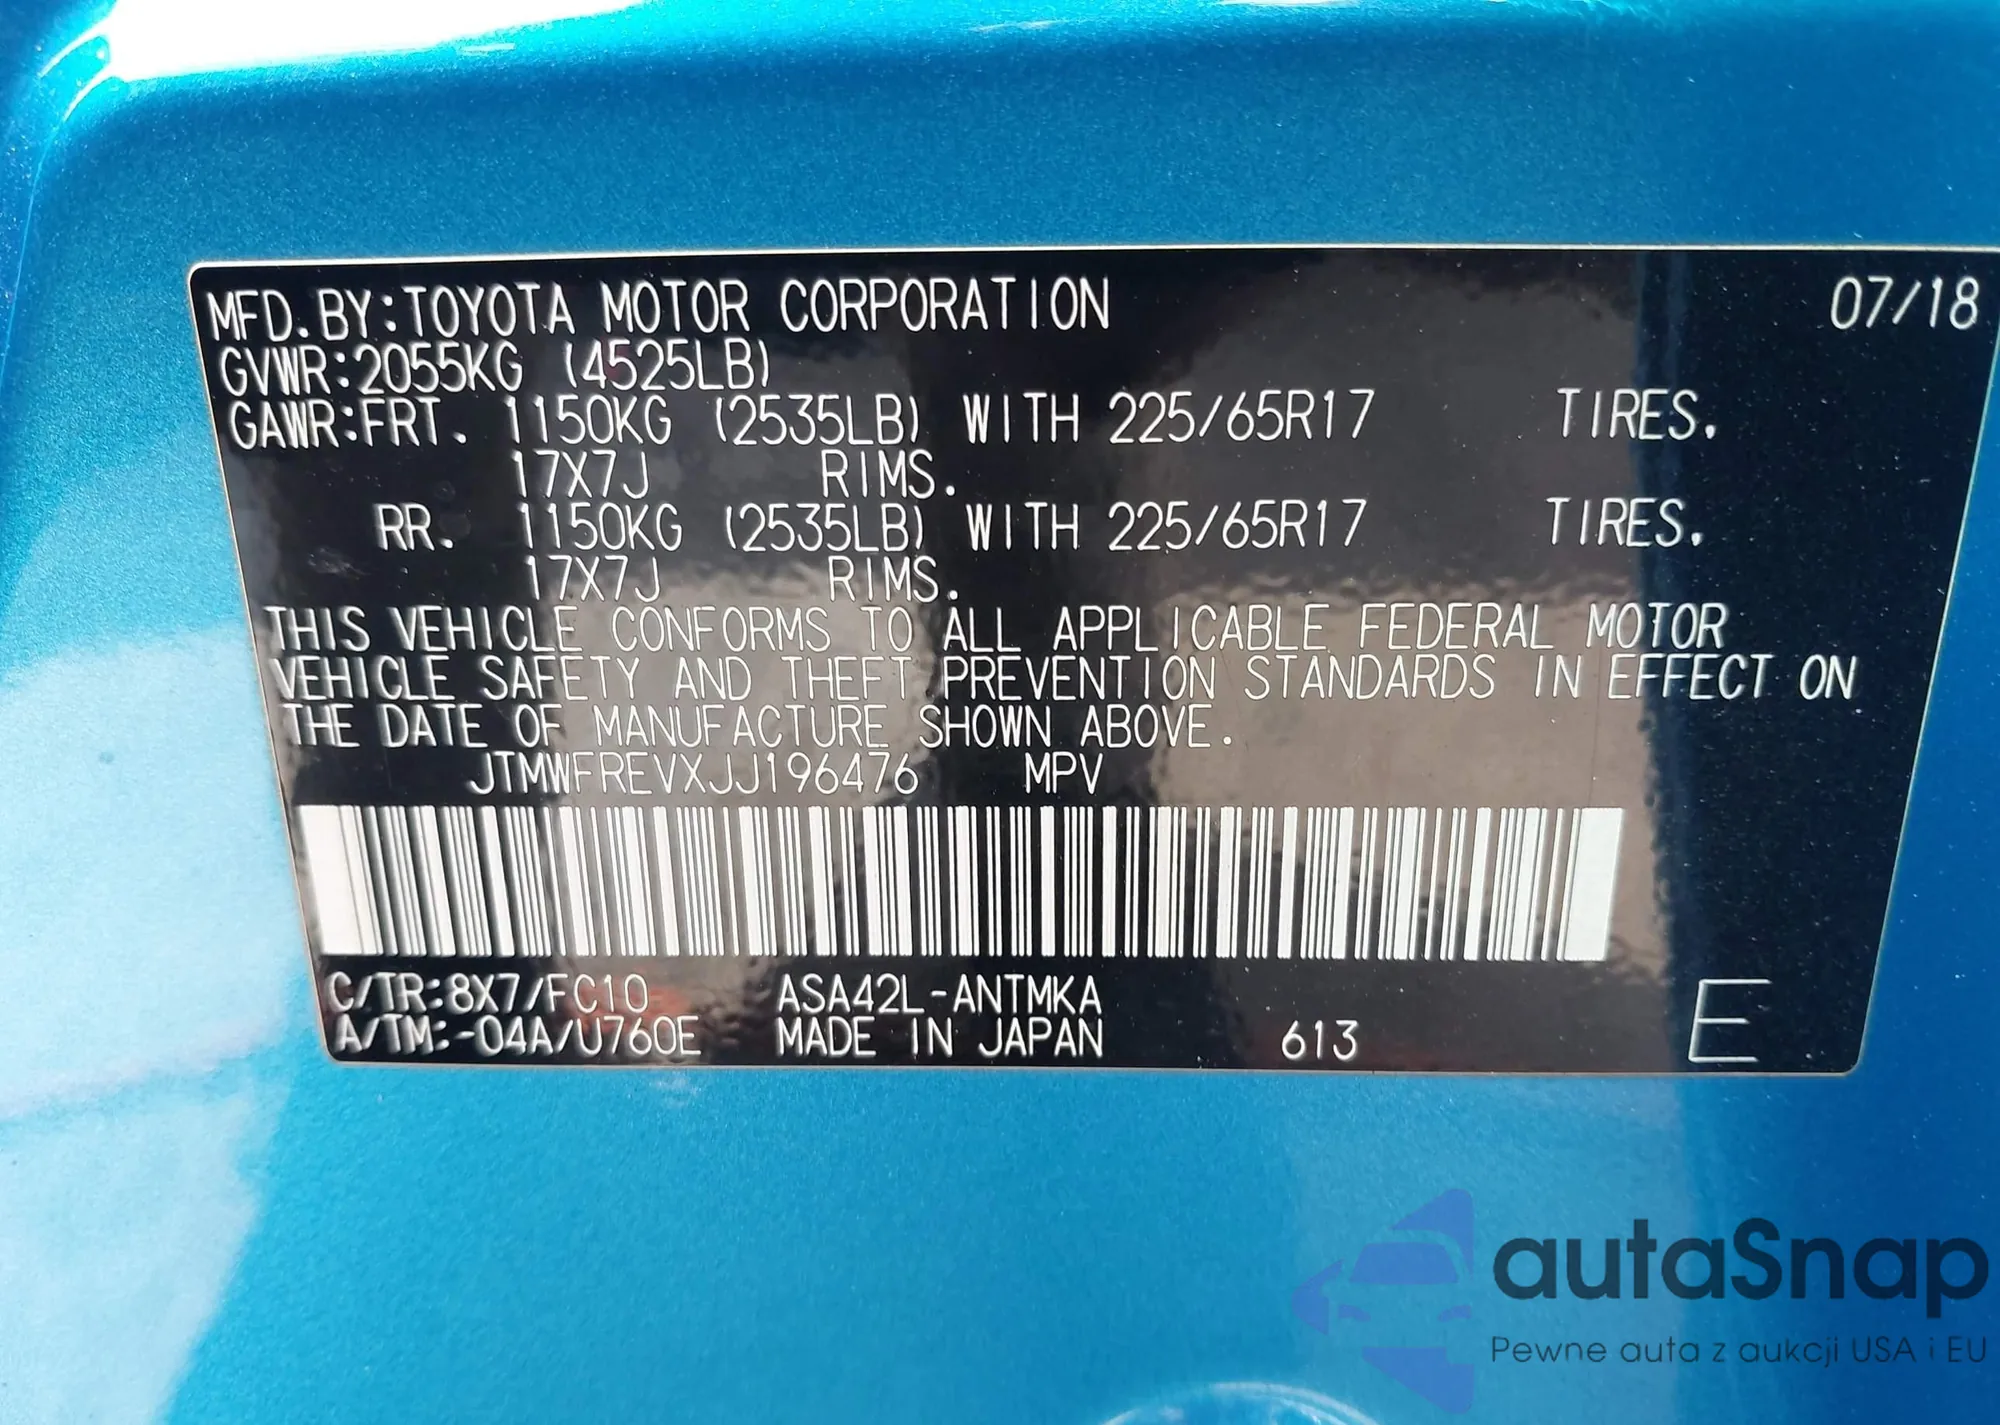 MFD.BY:TOYOTA MOTOR CORPORATION 07/18
GVWR:2055KG (4525LB)
GAWR:FRT. 1150KG (2535LB) WITH 225/65R17 TIRES.
17X7J RIMS.
RR. 1150KG (2535LB) WITH 225/65R17 TIRES.
17X7J RIMS.
THIS VEHICLE CONFORMS TO ALL APPLICABLE FEDERAL MOTOR
VEHICLE SAFETY AND THEFT PREVENTION STANDARDS IN EFFECT ON
THE DATE OF MANUFACTURE SHOWN ABOVE.
JTMWFREVXJJ196476 MPV
C/TR:8X7/FC10 ASA42L-ANTMKA
A/TM:-04A/U760E MADE IN JAPAN 613 E
autaSnap
Pewne auta z aukcji USA i EU